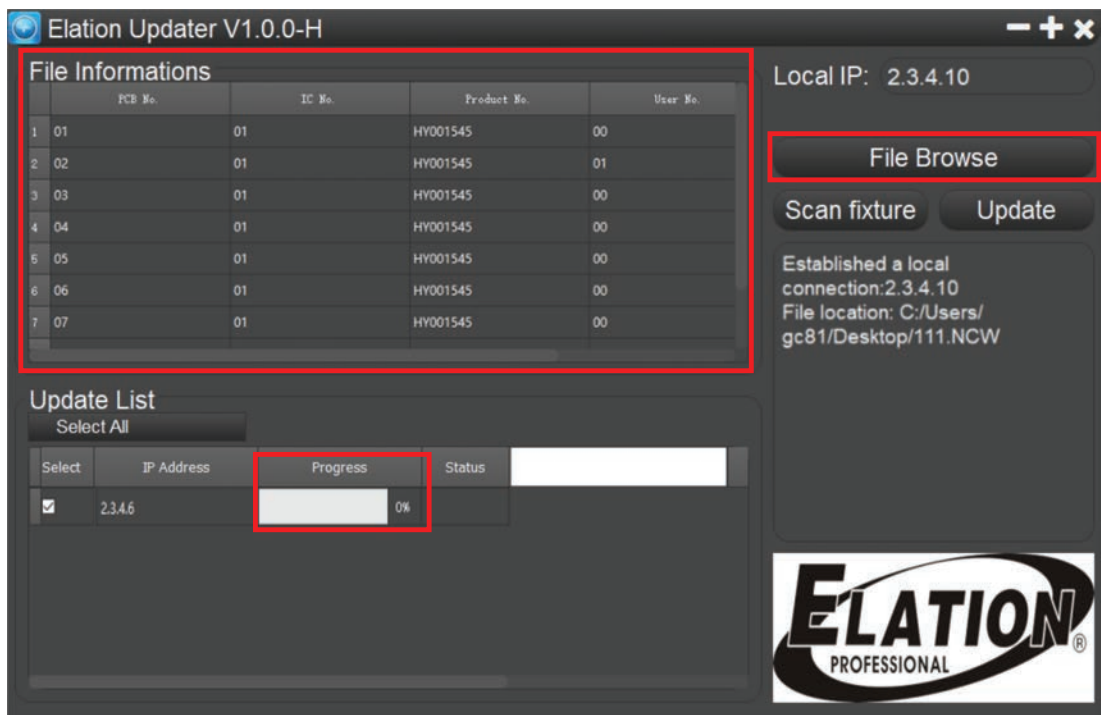 Elation Updater V1.0.0-H
File Informations
PCB No. IC No. Product No. User No.
1 01 01 HY001545 00
2 02 01 HY001545 01
3 03 01 HY001545 00
4 04 01 HY001545 00
5 05 01 HY001545 00
6 06 01 HY001545 00
7 07 01 HY001545 00
Local IP: 2.3.4.10
File Browse
Scan fixture Update
Established a local
connection:2.3.4.10
File location: C:/Users/
gc81/Desktop/111.NCW
Update List
Select All
Select IP Address Progress Status
2.3.4.6 0%
ELATION®
PROFESSIONAL